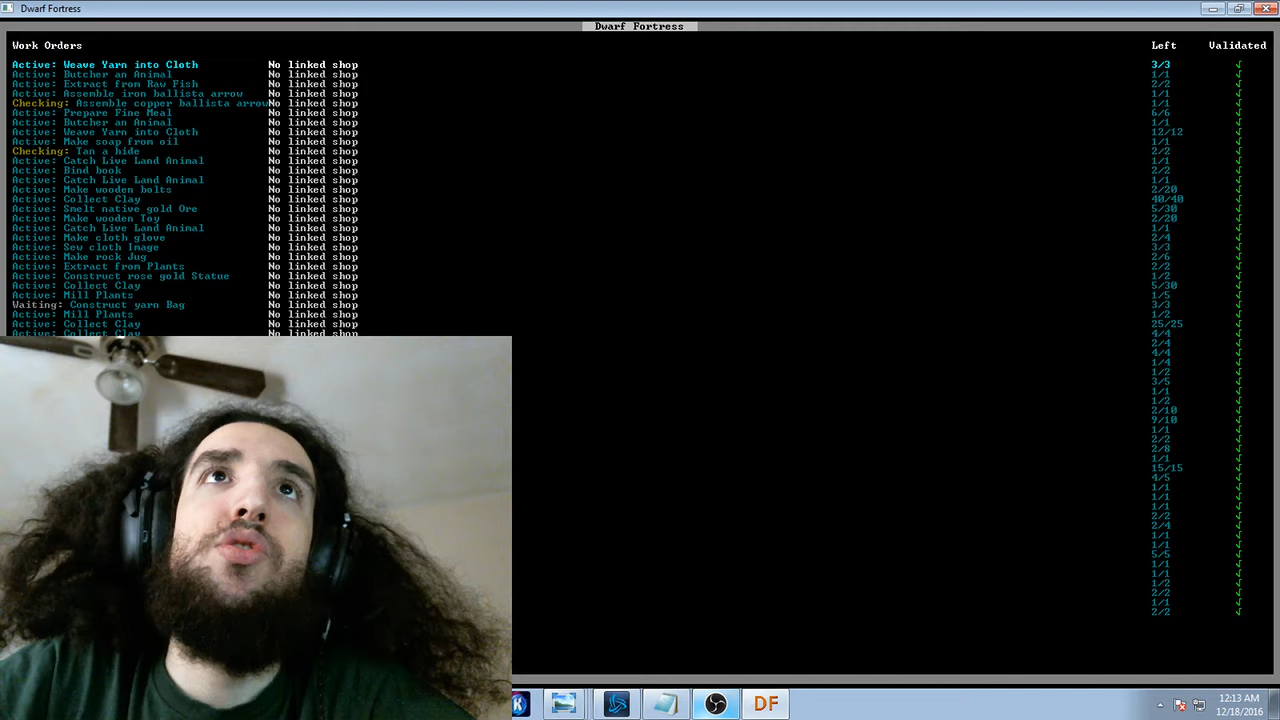 Dwarf Fortress
Dwarf Fortress
Work Orders Left Validated
Active: Weave Yarn into Cloth No linked shop 3/3 √
Active: Butcher an Animal No linked shop 1/1 √
Active: Extract from Raw Fish No linked shop 2/2 √
Active: Assemble iron ballista arrow No linked shop 1/1 √
Checking: Assemble copper ballista arrow No linked shop 1/1 √
Active: Prepare Fine Meal No linked shop 6/6 √
Active: Butcher an Animal No linked shop 1/1 √
Active: Weave Yarn into Cloth No linked shop 12/12 √
Active: Make soap from oil No linked shop 1/1 √
Checking: Tan a hide No linked shop 2/2 √
Active: Catch Live Land Animal No linked shop 1/1 √
Active: Bind book No linked shop 2/2 √
Active: Catch Live Land Animal No linked shop 1/1 √
Active: Make wooden bolts No linked shop 2/20 √
Active: Collect Clay No linked shop 40/40 √
Active: Smelt native gold Ore No linked shop 5/30 √
Active: Make wooden Toy No linked shop 2/20 √
Active: Catch Live Land Animal No linked shop 1/1 √
Active: Make cloth glove No linked shop 2/4 √
Active: Sew cloth Image No linked shop 3/3 √
Active: Make rock Jug No linked shop 2/6 √
Active: Extract from Plants No linked shop 2/2 √
Active: Construct rose gold Statue No linked shop 1/2 √
Active: Collect Clay No linked shop 5/30 √
Active: Mill Plants No linked shop 1/5 √
Waiting: Construct yarn Bag No linked shop 3/3 √
Active: Mill Plants No linked shop 1/2 √
Active: Collect Clay No linked shop 25/25 √
Active: Collect Clay No linked shop 4/4 √
2/4 √
4/4 √
1/4 √
1/2 √
3/5 √
1/1 √
1/2 √
2/10 √
9/10 √
1/1 √
2/2 √
2/8 √
1/1 √
15/15 √
4/5 √
1/1 √
1/1 √
1/1 √
2/2 √
2/4 √
1/1 √
1/1 √
5/5 √
1/1 √
1/1 √
1/2 √
2/2 √
1/1 √
2/2 √
K
DF
12:13 AM
12/18/2016